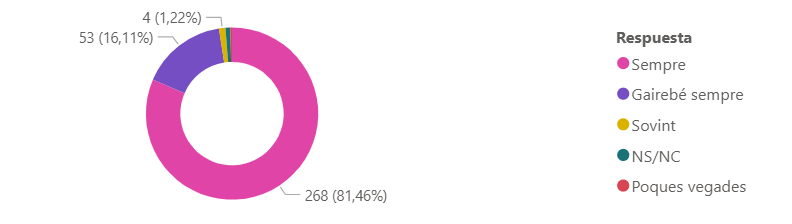 4 (1,22%)
53 (16,11%)
268 (81,46%)
Respuesta
Sempre
Gairebé sempre
Sovint
NS/NC
Poques vegades